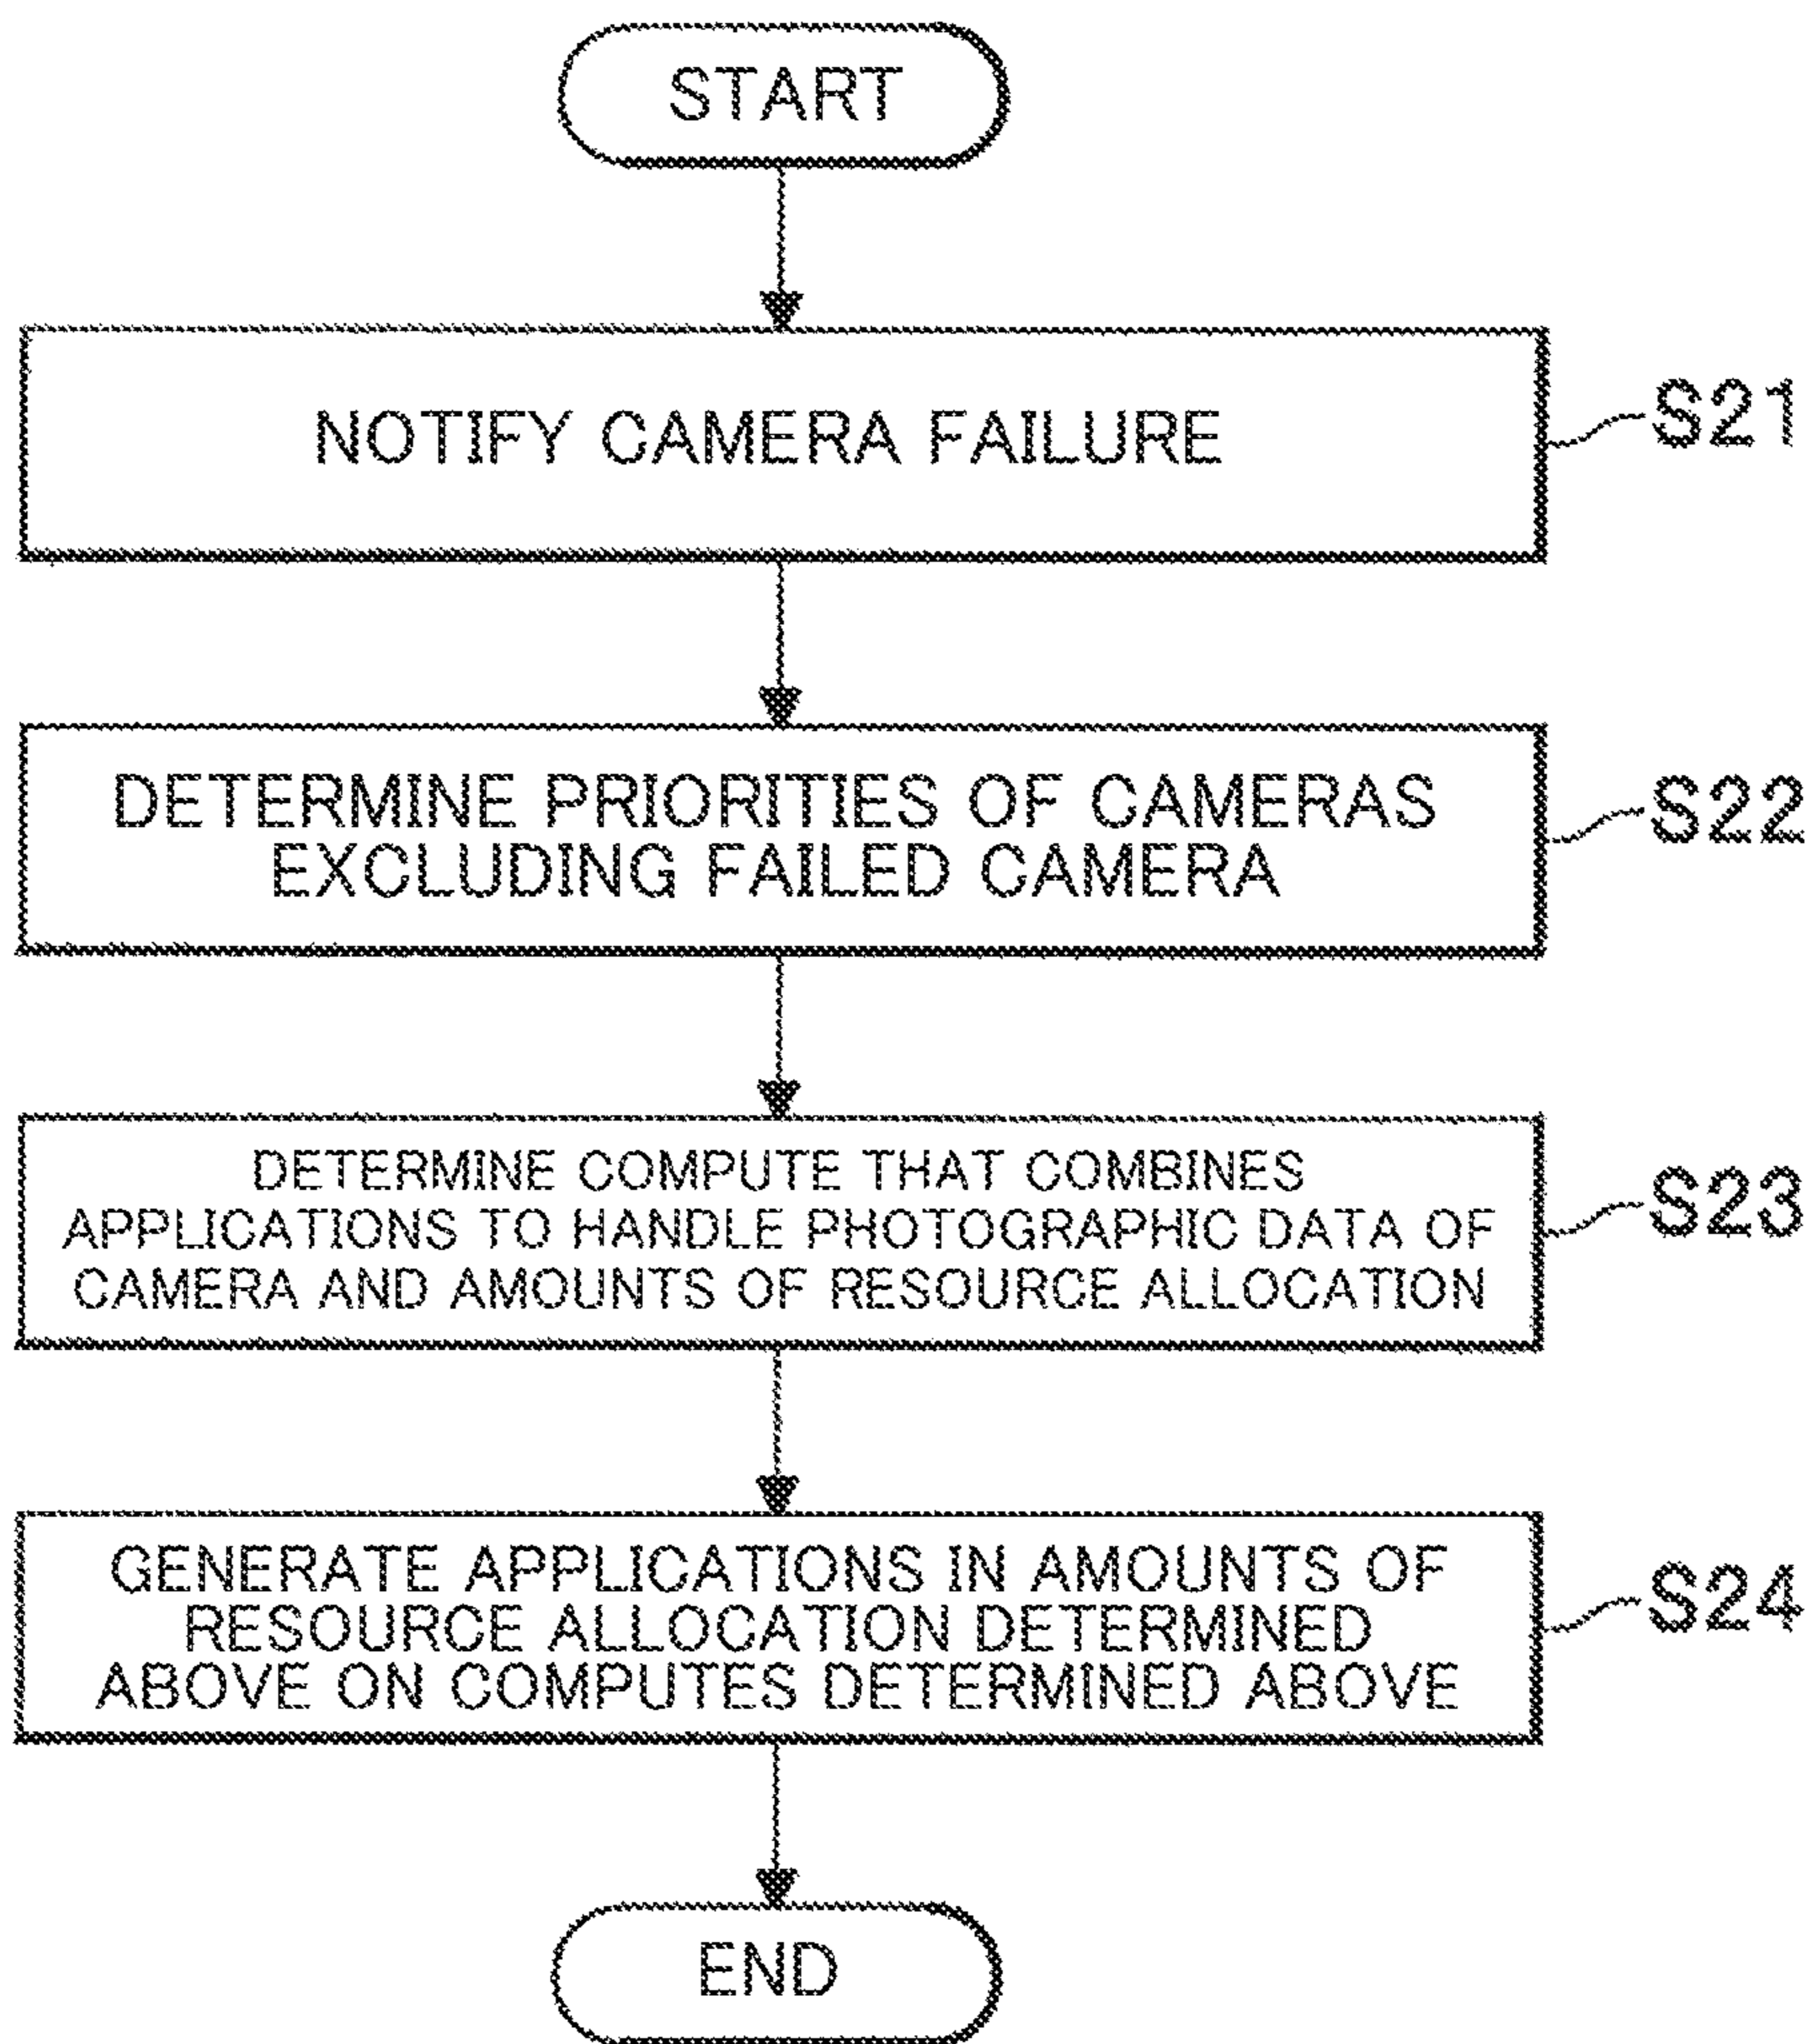 START
NOTIFY CAMERA FAILURE
S21
DETERMINE PRIORITIES OF CAMERAS
EXCLUDING FAILED CAMERA
S22
DETERMINE COMPUTE THAT COMBINES
APPLICATIONS TO HANDLE PHOTOGRAPHIC DATA OF
CAMERA AND AMOUNTS OF RESOURCE ALLOCATION
S23
GENERATE APPLICATIONS IN AMOUNTS OF
RESOURCE ALLOCATION DETERMINED
ABOVE ON COMPUTES DETERMINED ABOVE
S24
END